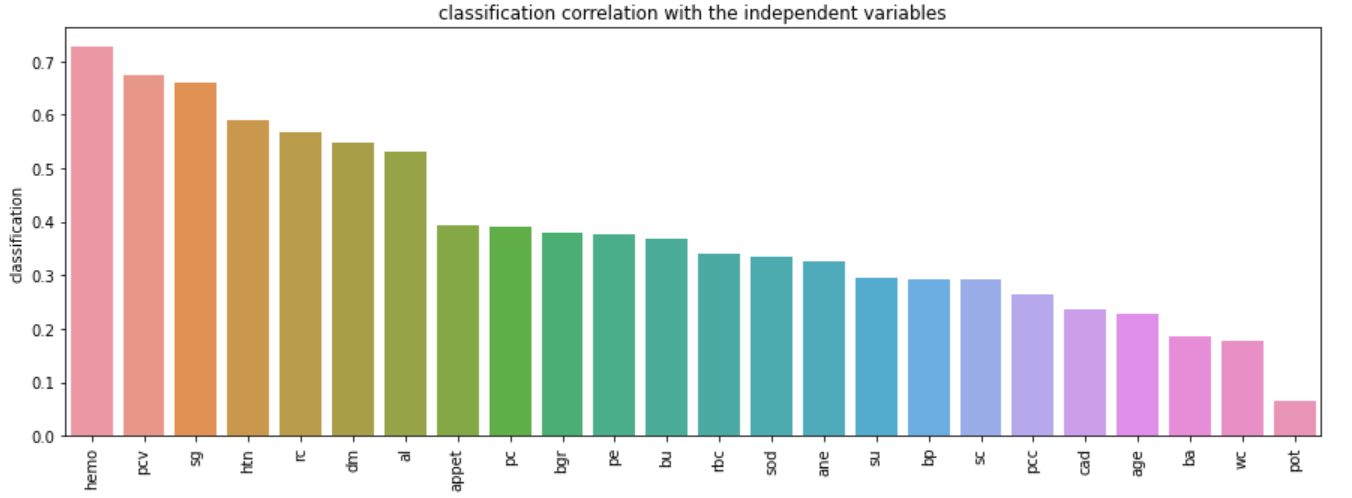 classification correlation with the independent variables
classification
0.7
0.6
0.5
0.4
0.3
0.2
0.1
0.0
hemo pcv sg htn rc dm al appet pc bgr pe bu rbc sod ane su bp sc pcc cad age ba wc pot